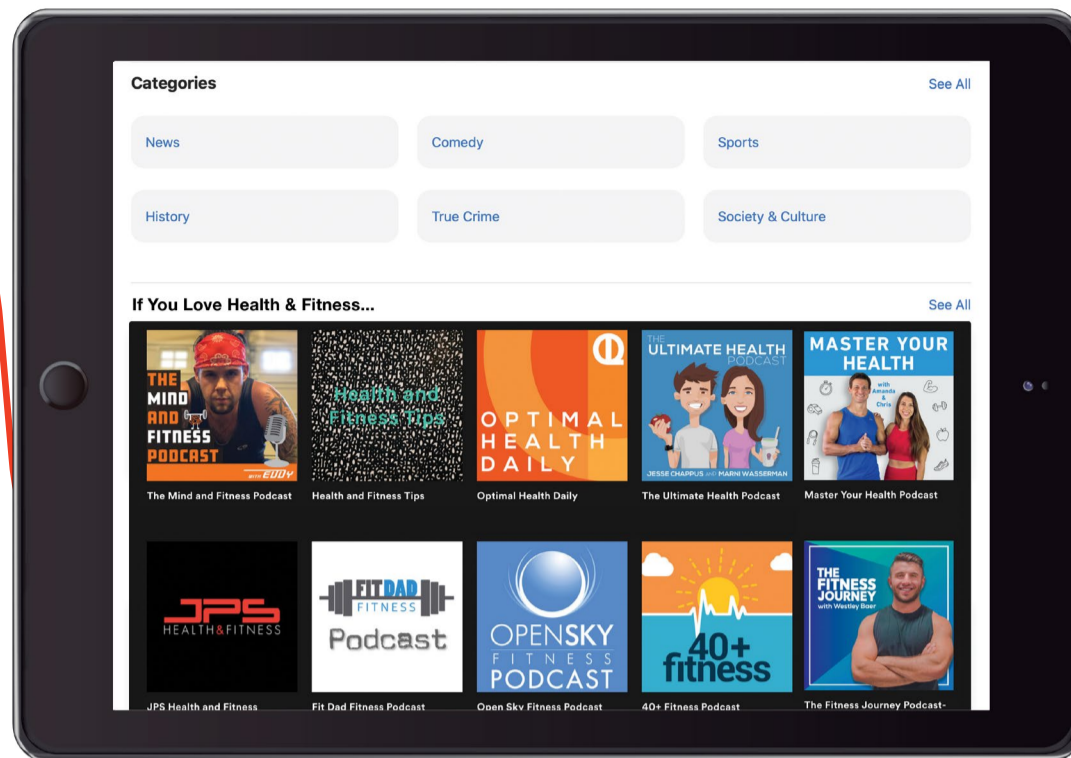 Categories
See All
News
Comedy
Sports
History
True Crime
Society & Culture
If You Love Health & Fitness...
See All
THE
MIND
AND
FITNESS
PODCAST
WITH EDDY
Health and
Fitness Tips
OPTIMAL
HEALTH
DAILY
THE
ULTIMATE HEALTH
PODCAST
JESSE CHAPPUS AND MARNI WASSERMAN
MASTER YOUR
HEALTH
with
Amanda
&
Chris
The Mind and Fitness Podcast
Health and Fitness Tips
Optimal Health Daily
The Ultimate Health Podcast
Master Your Health Podcast
JPS
HEALTH&FITNESS
FITDAD
FITNESS
Podcast
OPENSKY
FITNESS
PODCAST
40+
fitness
THE
FITNESS
JOURNEY
with Westley Baer
JPS Health and Fitness
Fit Dad Fitness Podcast
Open Sky Fitness Podcast
40+ Fitness Podcast
The Fitness Journey Podcast-